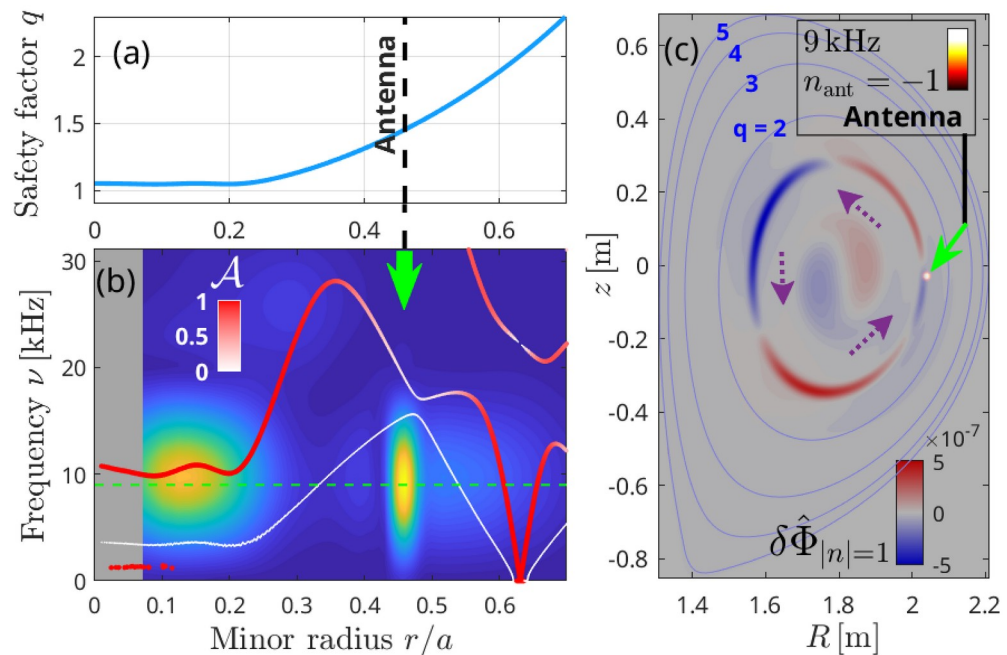 (a)
Safety factor q
2
1.5
1
0
0.2
0.4
0.6
Antenna
(b)
Frequency ν [kHz]
30
20
10
0
𝒜
1
0.5
0
0
0.1
0.2
0.3
0.4
0.5
0.6
Minor radius r/a
(c)
5
4
3
q = 2
9 kHz
n_ant = −1
Antenna
z [m]
0.6
0.4
0.2
0
-0.2
-0.4
-0.6
-0.8
×10⁻⁷
5
0
-5
δΦ̂|n|=1
1.4
1.6
1.8
2
2.2
R [m]